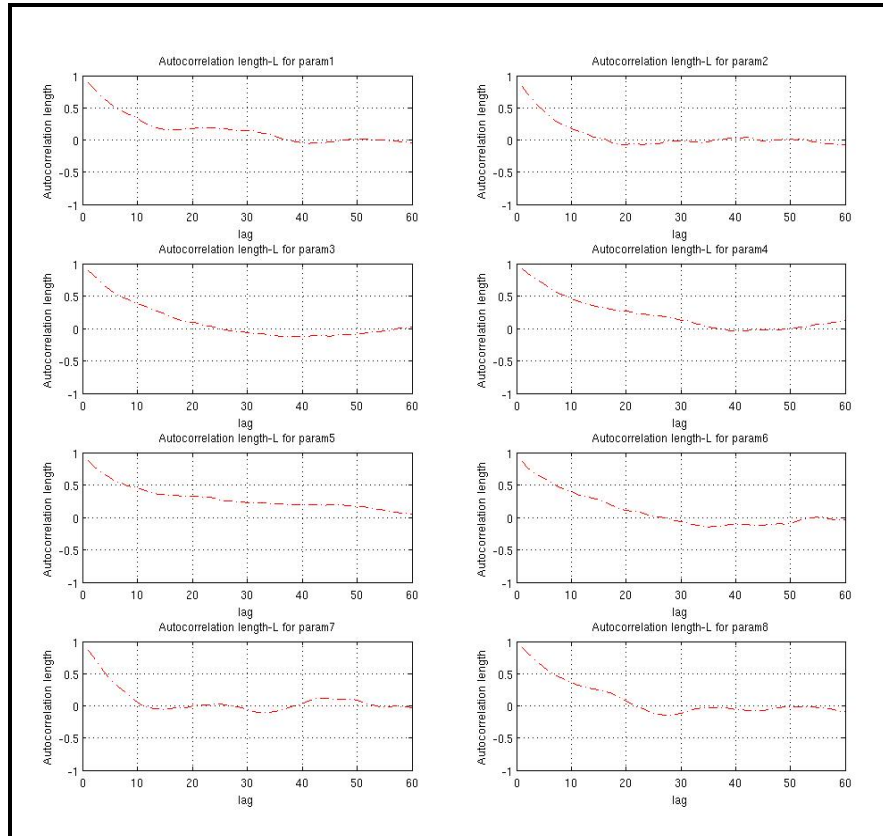 Autocorrelation length-L for param1
Autocorrelation length
1
0.5
0
-0.5
-1
0 10 20 30 40 50 60
lag
Autocorrelation length-L for param2
Autocorrelation length
1
0.5
0
-0.5
-1
0 10 20 30 40 50 60
lag
Autocorrelation length-L for param3
Autocorrelation length
1
0.5
0
-0.5
-1
0 10 20 30 40 50 60
lag
Autocorrelation length-L for param4
Autocorrelation length
1
0.5
0
-0.5
-1
0 10 20 30 40 50 60
lag
Autocorrelation length-L for param5
Autocorrelation length
1
0.5
0
-0.5
-1
0 10 20 30 40 50 60
lag
Autocorrelation length-L for param6
Autocorrelation length
1
0.5
0
-0.5
-1
0 10 20 30 40 50 60
lag
Autocorrelation length-L for param7
Autocorrelation length
1
0.5
0
-0.5
-1
0 10 20 30 40 50 60
lag
Autocorrelation length-L for param8
Autocorrelation length
1
0.5
0
-0.5
-1
0 10 20 30 40 50 60
lag